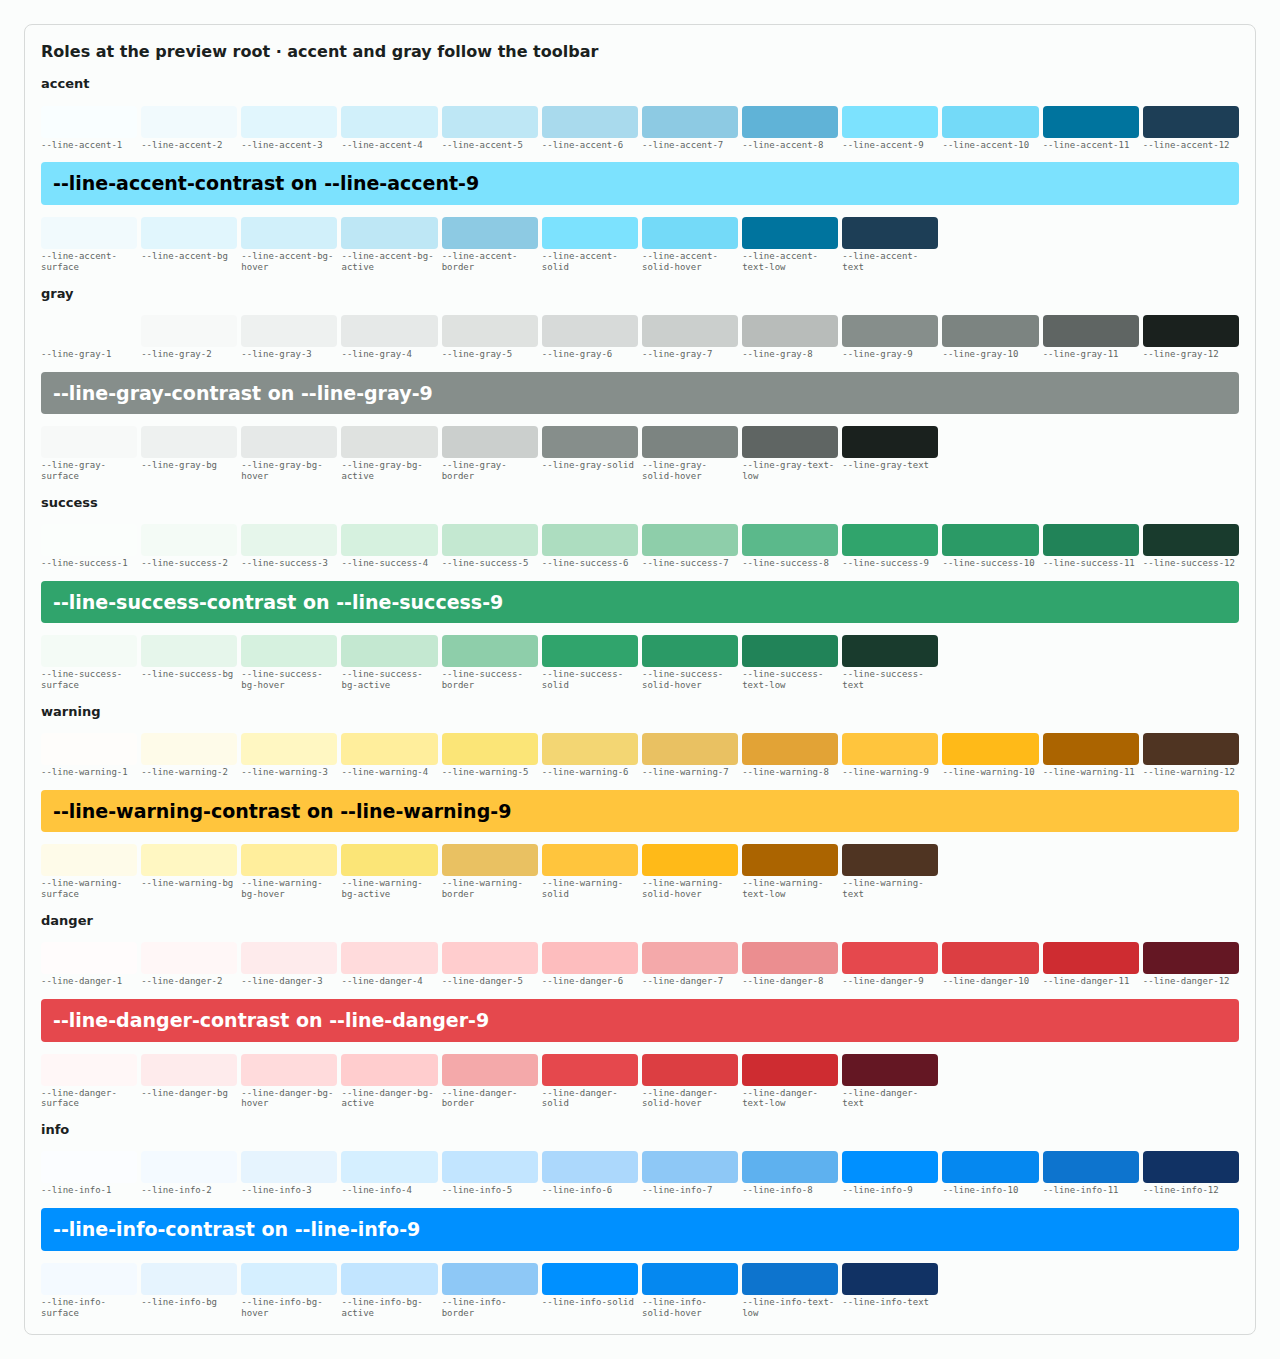 Roles at the preview root · accent and gray follow the toolbar
accent
--line-accent-1 --line-accent-2 --line-accent-3 --line-accent-4 --line-accent-5 --line-accent-6 --line-accent-7 --line-accent-8 --line-accent-9 --line-accent-10 --line-accent-11 --line-accent-12
--line-accent-contrast on --line-accent-9
--line-accent- --line-accent-bg --line-accent-bg- --line-accent-bg- --line-accent- --line-accent- --line-accent- --line-accent- --line-accent-
surface hover active border solid solid-hover text-low text
gray
--line-gray-1 --line-gray-2 --line-gray-3 --line-gray-4 --line-gray-5 --line-gray-6 --line-gray-7 --line-gray-8 --line-gray-9 --line-gray-10 --line-gray-11 --line-gray-12
--line-gray-contrast on --line-gray-9
--line-gray- --line-gray-bg --line-gray-bg- --line-gray-bg- --line-gray- --line-gray-solid --line-gray- --line-gray-text- --line-gray-text
surface hover active border solid-hover low
success
--line-success-1 --line-success-2 --line-success-3 --line-success-4 --line-success-5 --line-success-6 --line-success-7 --line-success-8 --line-success-9 --line-success-10 --line-success-11 --line-success-12
--line-success-contrast on --line-success-9
--line-success- --line-success-bg --line-success- --line-success- --line-success- --line-success- --line-success- --line-success- --line-success-
surface bg-hover bg-active border solid solid-hover text-low text
warning
--line-warning-1 --line-warning-2 --line-warning-3 --line-warning-4 --line-warning-5 --line-warning-6 --line-warning-7 --line-warning-8 --line-warning-9 --line-warning-10 --line-warning-11 --line-warning-12
--line-warning-contrast on --line-warning-9
--line-warning- --line-warning-bg --line-warning- --line-warning- --line-warning- --line-warning- --line-warning- --line-warning- --line-warning-
surface bg-hover bg-active border solid solid-hover text-low text
danger
--line-danger-1 --line-danger-2 --line-danger-3 --line-danger-4 --line-danger-5 --line-danger-6 --line-danger-7 --line-danger-8 --line-danger-9 --line-danger-10 --line-danger-11 --line-danger-12
--line-danger-contrast on --line-danger-9
--line-danger- --line-danger-bg --line-danger-bg- --line-danger-bg- --line-danger- --line-danger- --line-danger- --line-danger- --line-danger-
surface hover active border solid solid-hover text-low text
info
--line-info-1 --line-info-2 --line-info-3 --line-info-4 --line-info-5 --line-info-6 --line-info-7 --line-info-8 --line-info-9 --line-info-10 --line-info-11 --line-info-12
--line-info-contrast on --line-info-9
--line-info- --line-info-bg --line-info-bg- --line-info-bg- --line-info- --line-info-solid --line-info- --line-info-text- --line-info-text
surface hover active border solid-hover low